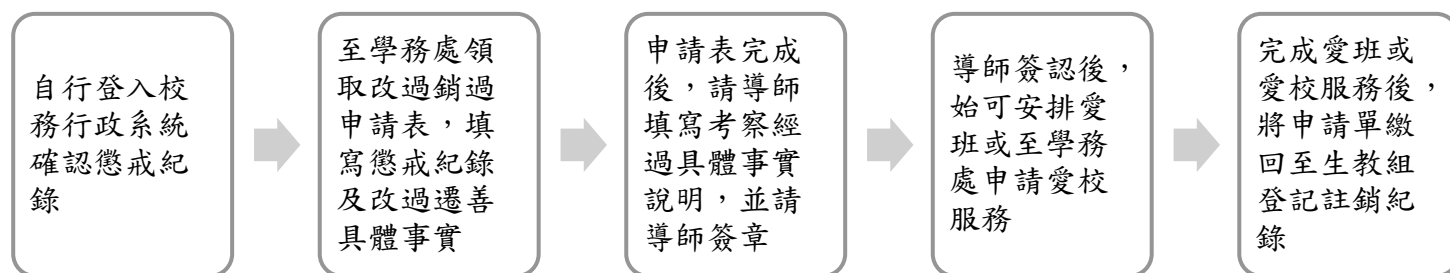 自行登入校
務行政系統
確認懲戒紀
錄
至學務處領
取改過銷過
申請表，填
寫懲戒紀錄
及改過遷善
具體事實
申請表完成
後，請導師
填寫考察經
過具體事實
說明，並請
導師簽章
導師簽認後，
始可安排愛
班或至學務
處申請愛校
服務
完成愛班或
愛校服務後，
將申請單繳
回至生教組
登記註銷紀
錄